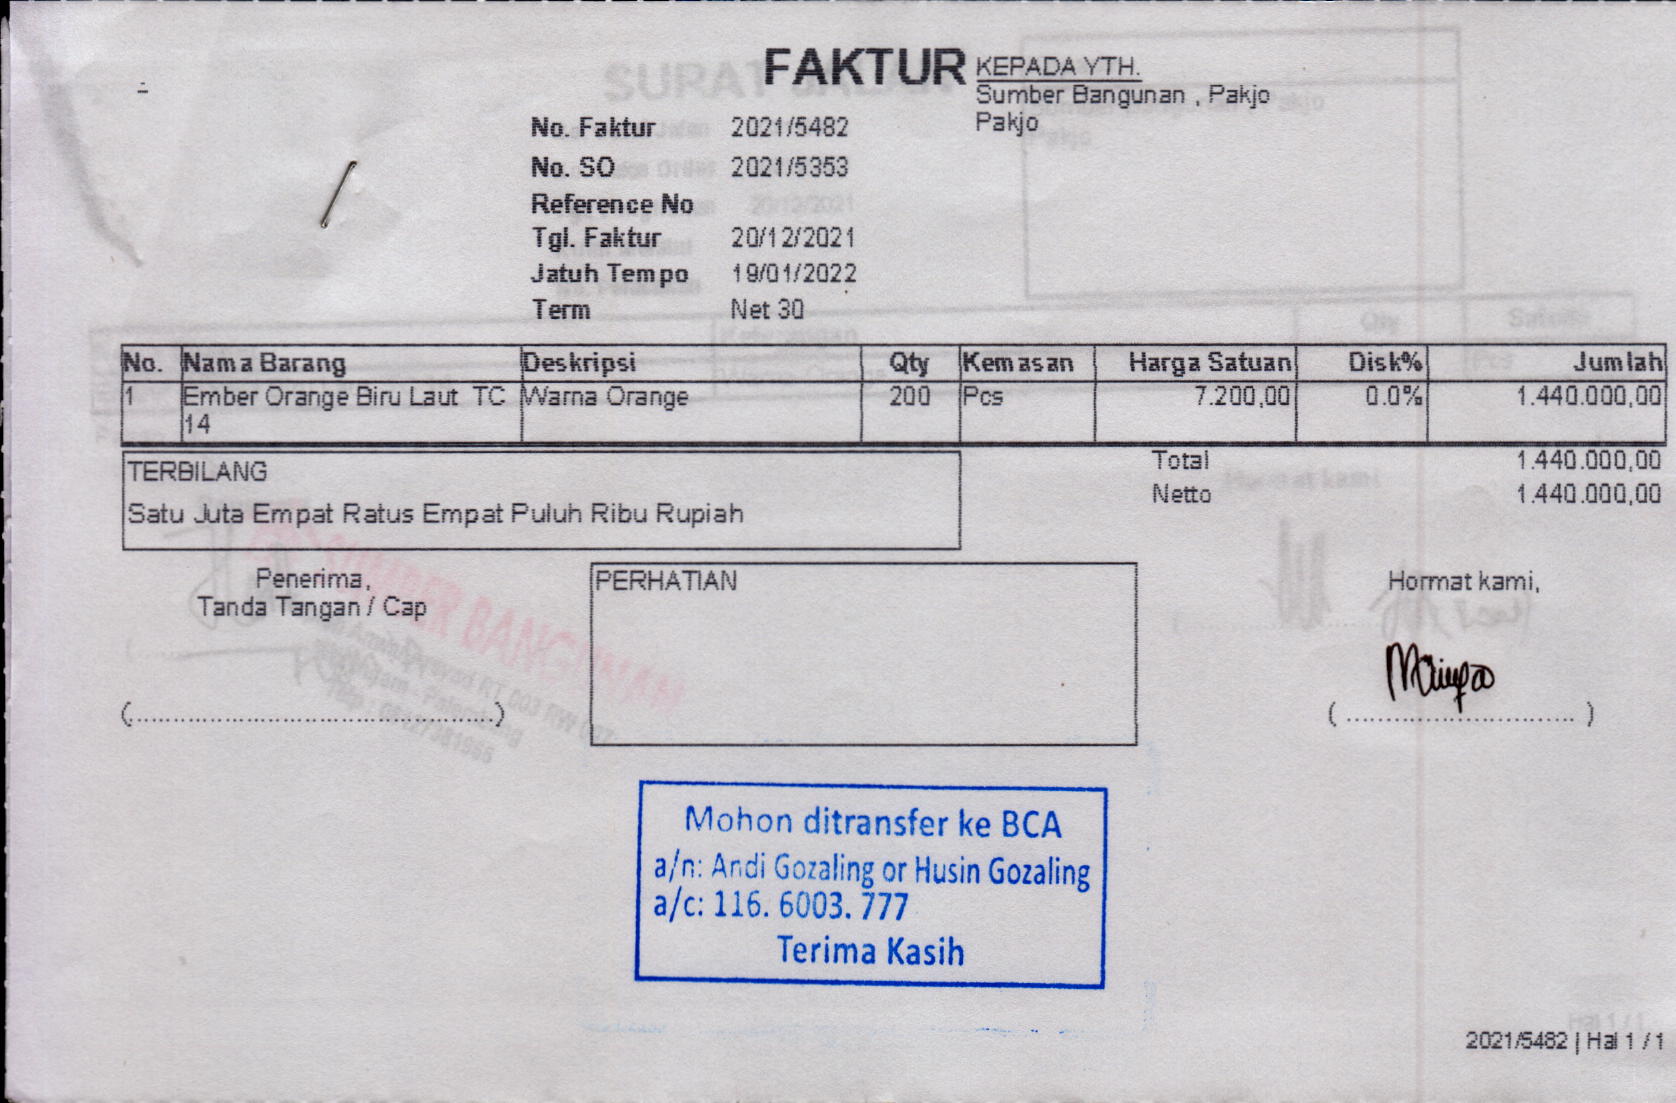 FAKTUR
KEPADA YTH.
Sumber Bangunan , Pakjo
Pakjo
No. Faktur 2021/5482
No. SO 2021/5353
Reference No
Tgl. Faktur 20/12/2021
Jatuh Tempo 19/01/2022
Term Net 30
No. Nama Barang Deskripsi Qty Kemasan Harga Satuan Disk% Jumlah
1 Ember Orange Biru Laut TC Warna Orange 200 Pcs 7.200,00 0.0% 1.440.000,00
14
TERBILANG
Satu Juta Empat Ratus Empat Puluh Ribu Rupiah
Total 1.440.000,00
Netto 1.440.000,00
Penerima,
Tanda Tangan / Cap
(..................................................)
PERHATIAN
Hormat kami,
( ............................... )
SUMBER BANGUNAN
Mohon ditransfer ke BCA
a/n: Andi Gozaling or Husin Gozaling
a/c: 116. 6003. 777
Terima Kasih
2021/5482 | Hal 1 / 1